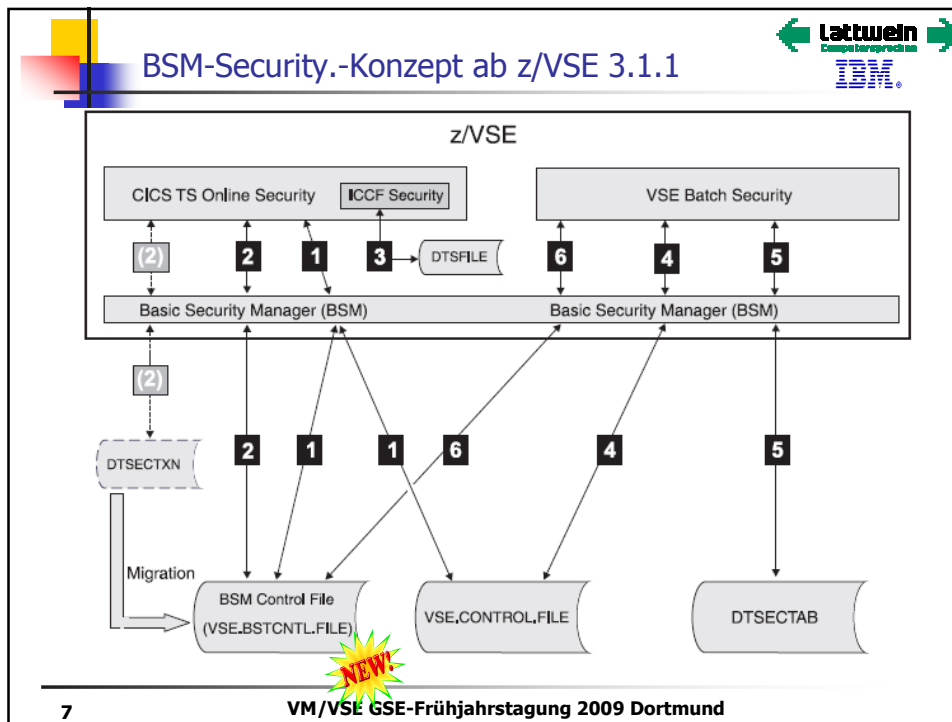 BSM-Security.-Konzept ab z/VSE 3.1.1
Lattwein
Computersprachen
IBM®
z/VSE
CICS TS Online Security
ICCF Security
VSE Batch Security
(2)
2
1
3
DTSFILE
6
4
5
Basic Security Manager (BSM)
Basic Security Manager (BSM)
(2)
DTSECTXN
2
1
1
6
4
5
Migration
BSM Control File
(VSE.BSTCNTL.FILE)
VSE.CONTROL.FILE
DTSECTAB
NEW!
7
VM/VSE GSE-Frühjahrstagung 2009 Dortmund